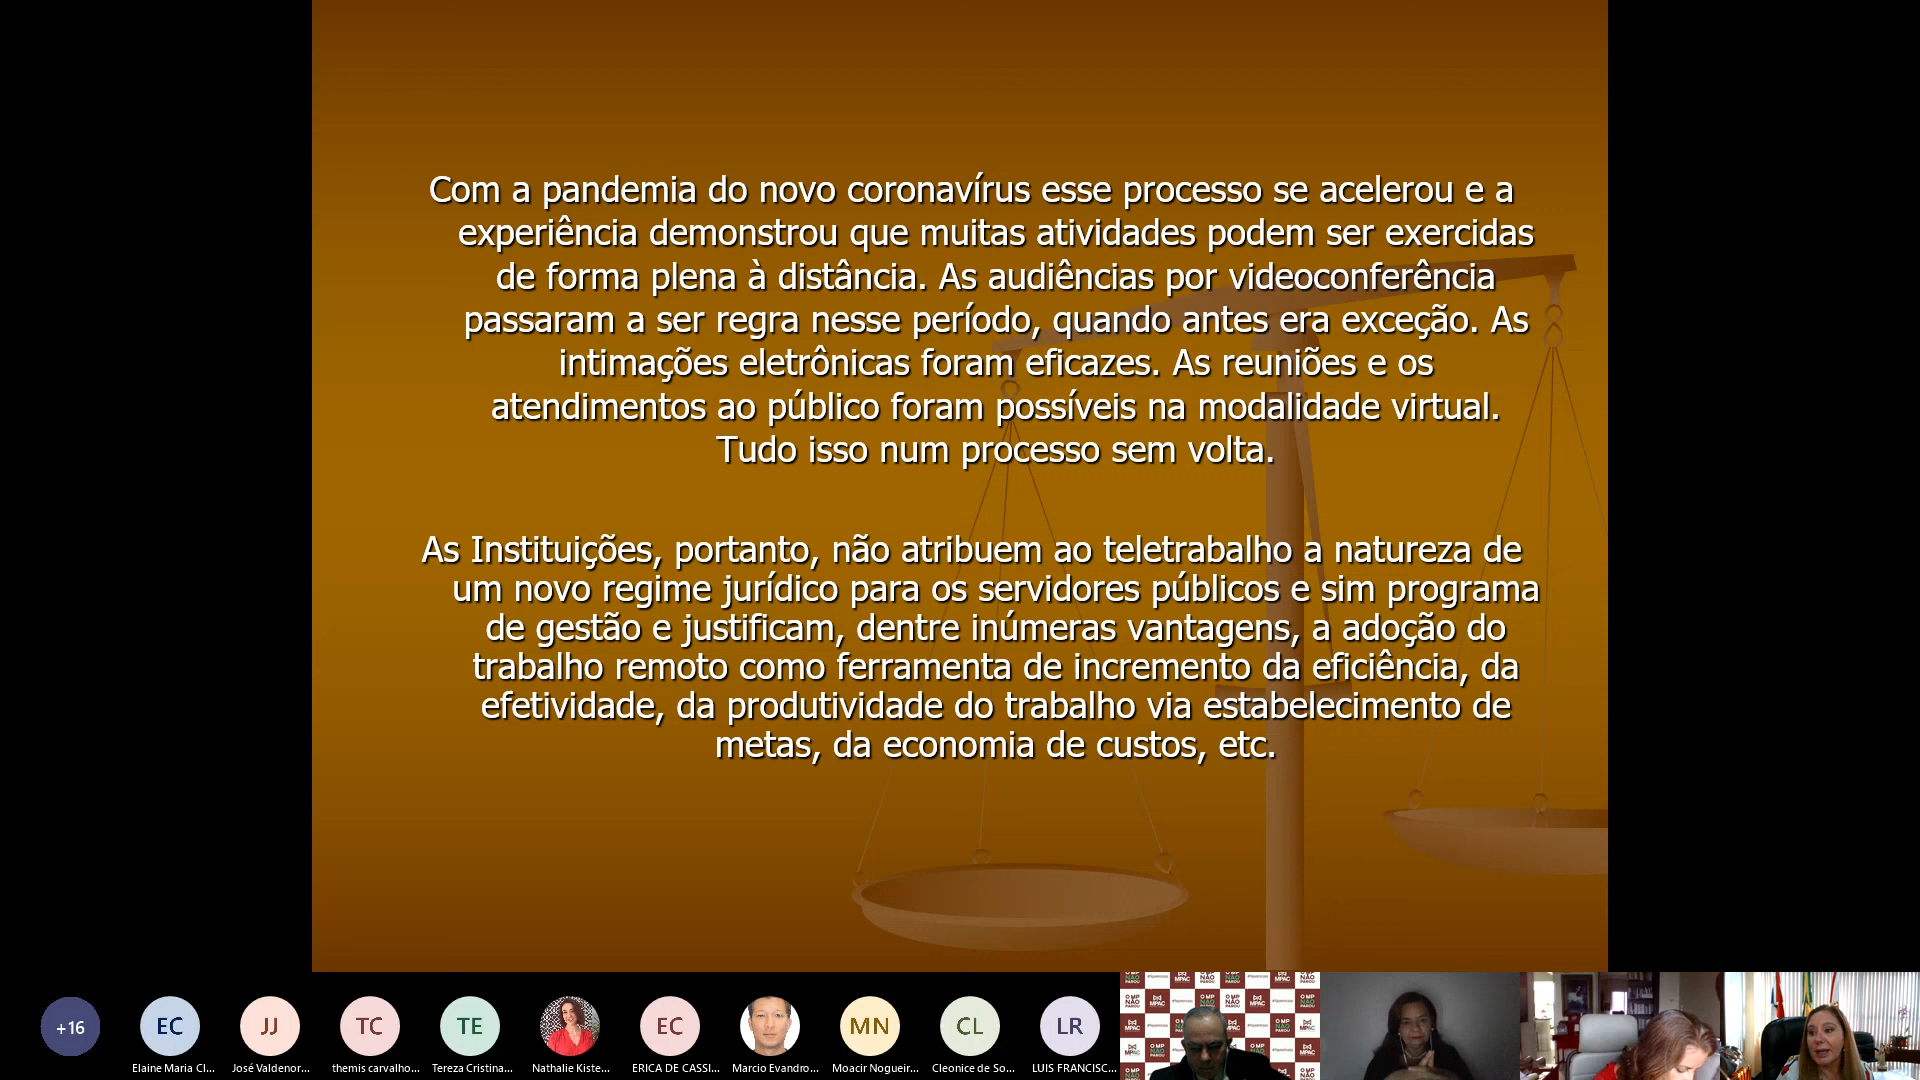 Com a pandemia do novo coronavírus esse processo se acelerou e a
experiência demonstrou que muitas atividades podem ser exercidas
de forma plena à distância. As audiências por videoconferência
passaram a ser regra nesse período, quando antes era exceção. As
intimações eletrônicas foram eficazes. As reuniões e os
atendimentos ao público foram possíveis na modalidade virtual.
Tudo isso num processo sem volta.
As Instituições, portanto, não atribuem ao teletrabalho a natureza de
um novo regime jurídico para os servidores públicos e sim programa
de gestão e justificam, dentre inúmeras vantagens, a adoção do
trabalho remoto como ferramenta de incremento da eficiência, da
efetividade, da produtividade do trabalho via estabelecimento de
metas, da economia de custos, etc.
+16
EC
JJ
TC
TE
EC
MN
CL
LR
Elaine Maria Cl...
José Valdenor...
themis carvalho...
Tereza Cristina...
Nathalie Kiste...
ERICA DE CASSI...
Marcio Evandro...
Moacir Nogueir...
Cleonice de So...
LUIS FRANCISC...
O MP NÃO PAROU
MPAC